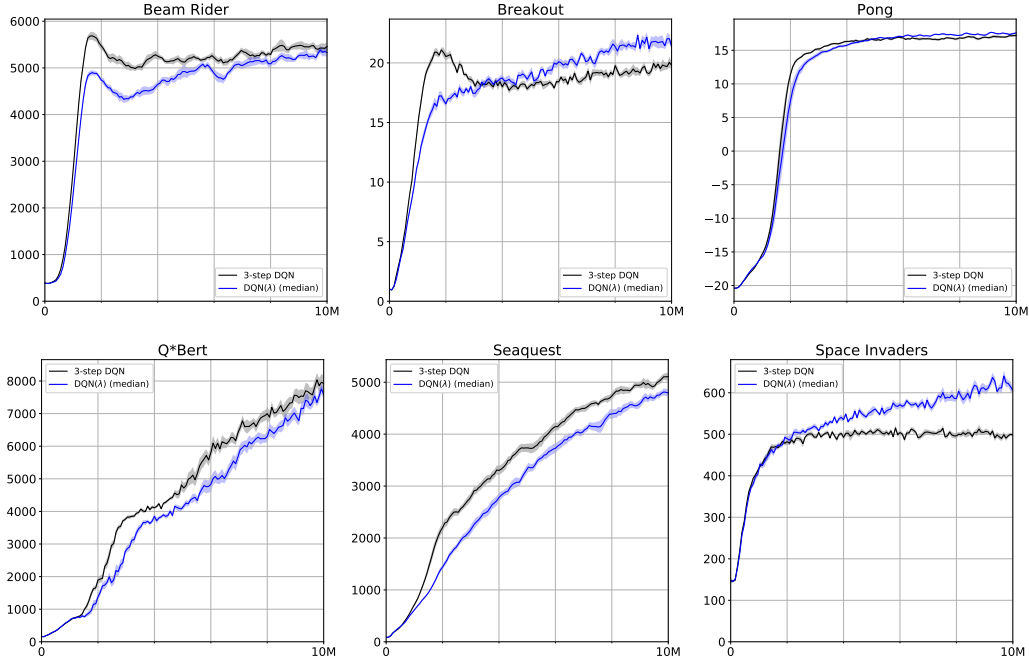 Beam Rider
6000
5000
4000
3000
2000
1000
0
0
10M
3-step DQN
DQN(λ) (median)
Breakout
20
15
10
5
0
0
10M
3-step DQN
DQN(λ) (median)
Pong
15
10
5
0
−5
−10
−15
−20
0
10M
3-step DQN
DQN(λ) (median)
Q*Bert
8000
7000
6000
5000
4000
3000
2000
1000
0
0
10M
3-step DQN
DQN(λ) (median)
Seaquest
5000
4000
3000
2000
1000
0
0
10M
3-step DQN
DQN(λ) (median)
Space Invaders
600
500
400
300
200
100
0
0
10M
3-step DQN
DQN(λ) (median)